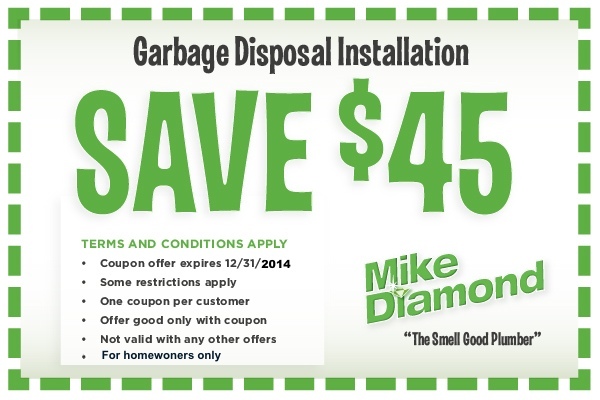 Garbage Disposal Installation
SAVE $45
TERMS AND CONDITIONS APPLY
• Coupon offer expires 12/31/2014
• Some restrictions apply
• One coupon per customer
• Offer good only with coupon
• Not valid with any other offers
• For homewoners only
Mike
Diamond
“The Smell Good Plumber”